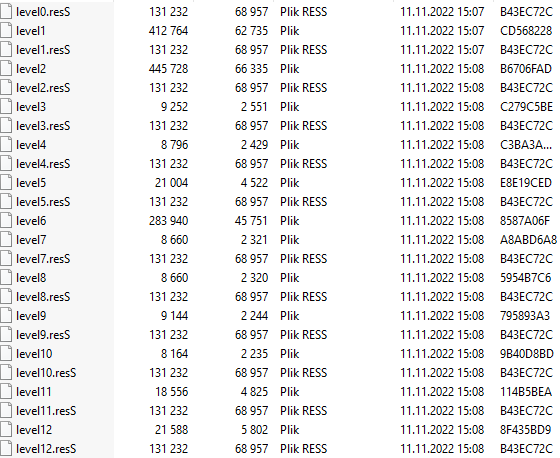 level0.resS 131 232 68 957 Plik RESS 11.11.2022 15:07 B43EC72C
level1 412 764 62 735 Plik 11.11.2022 15:07 CD568228
level1.resS 131 232 68 957 Plik RESS 11.11.2022 15:07 B43EC72C
level2 445 728 66 335 Plik 11.11.2022 15:08 B6706FAD
level2.resS 131 232 68 957 Plik RESS 11.11.2022 15:08 B43EC72C
level3 9 252 2 551 Plik 11.11.2022 15:08 C279C5BE
level3.resS 131 232 68 957 Plik RESS 11.11.2022 15:08 B43EC72C
level4 8 796 2 429 Plik 11.11.2022 15:08 C3BA3A...
level4.resS 131 232 68 957 Plik RESS 11.11.2022 15:08 B43EC72C
level5 21 004 4 522 Plik 11.11.2022 15:08 E8E19CED
level5.resS 131 232 68 957 Plik RESS 11.11.2022 15:08 B43EC72C
level6 283 940 45 751 Plik 11.11.2022 15:08 8587A06F
level7 8 660 2 321 Plik 11.11.2022 15:08 A8ABD6A8
level7.resS 131 232 68 957 Plik RESS 11.11.2022 15:08 B43EC72C
level8 8 660 2 320 Plik 11.11.2022 15:08 5954B7C6
level8.resS 131 232 68 957 Plik RESS 11.11.2022 15:08 B43EC72C
level9 9 144 2 244 Plik 11.11.2022 15:08 795893A3
level9.resS 131 232 68 957 Plik RESS 11.11.2022 15:08 B43EC72C
level10 8 164 2 235 Plik 11.11.2022 15:08 9B40D8BD
level10.resS 131 232 68 957 Plik RESS 11.11.2022 15:08 B43EC72C
level11 18 556 4 825 Plik 11.11.2022 15:08 114B5BEA
level11.resS 131 232 68 957 Plik RESS 11.11.2022 15:08 B43EC72C
level12 21 588 5 802 Plik 11.11.2022 15:08 8F435BD9
level12.resS 131 232 68 957 Plik RESS 11.11.2022 15:08 B43EC72C